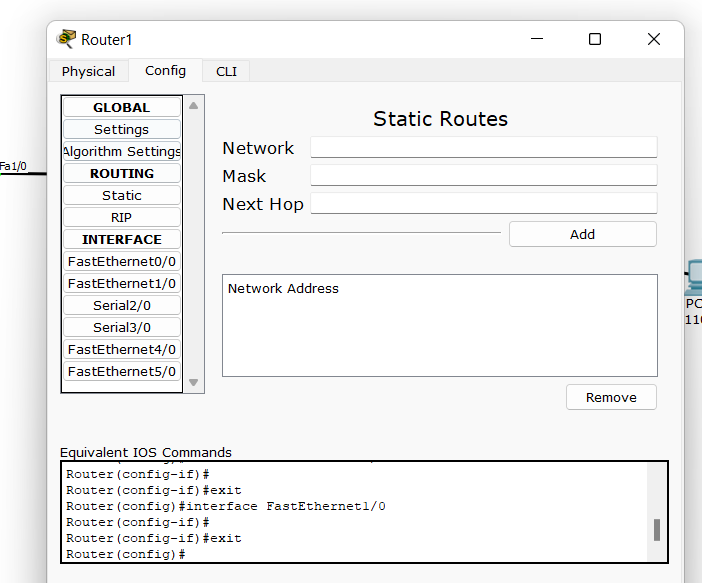 Router1
Physical
Config
CLI
GLOBAL
Settings
Algorithm Settings
ROUTING
Static
RIP
INTERFACE
FastEthernet0/0
FastEthernet1/0
Serial2/0
Serial3/0
FastEthernet4/0
FastEthernet5/0
Static Routes
Network
Mask
Next Hop
Add
Network Address
Remove
Equivalent IOS Commands
Router(config-if)#
Router(config-if)#exit
Router(config)#interface FastEthernet1/0
Router(config-if)#
Router(config-if)#exit
Router(config)#
Fa1/0
PC